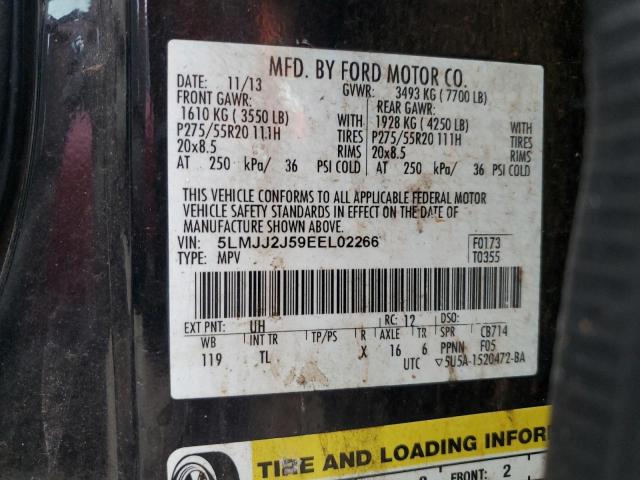 MFD. BY FORD MOTOR CO.
DATE: 11/13 GVWR: 3493 KG ( 7700 LB)
FRONT GAWR: REAR GAWR:
1610 KG ( 3550 LB) WITH 1928 KG ( 4250 LB) WITH
P275/55R20 111H TIRES P275/55R20 111H TIRES
20x8.5 RIMS 20x8.5 RIMS
AT 250 kPa/ 36 PSI COLD AT 250 kPa/ 36 PSI COLD
THIS VEHICLE CONFORMS TO ALL APPLICABLE FEDERAL MOTOR
VEHICLE SAFETY STANDARDS IN EFFECT ON THE DATE OF
MANUFACTURE SHOWN ABOVE.
VIN: 5LMJJ2J59EEL02266 F0173
TYPE: MPV T0355
EXT PNT: UH RC: 12 DSO:
WB INT TR TP/PS R AXLE TR SPR CB714
119 TL X 16 6 PPNN F05
UTC ▽5U5A-1520472-BA
TIRE AND LOADING INFOR
FRONT: 2